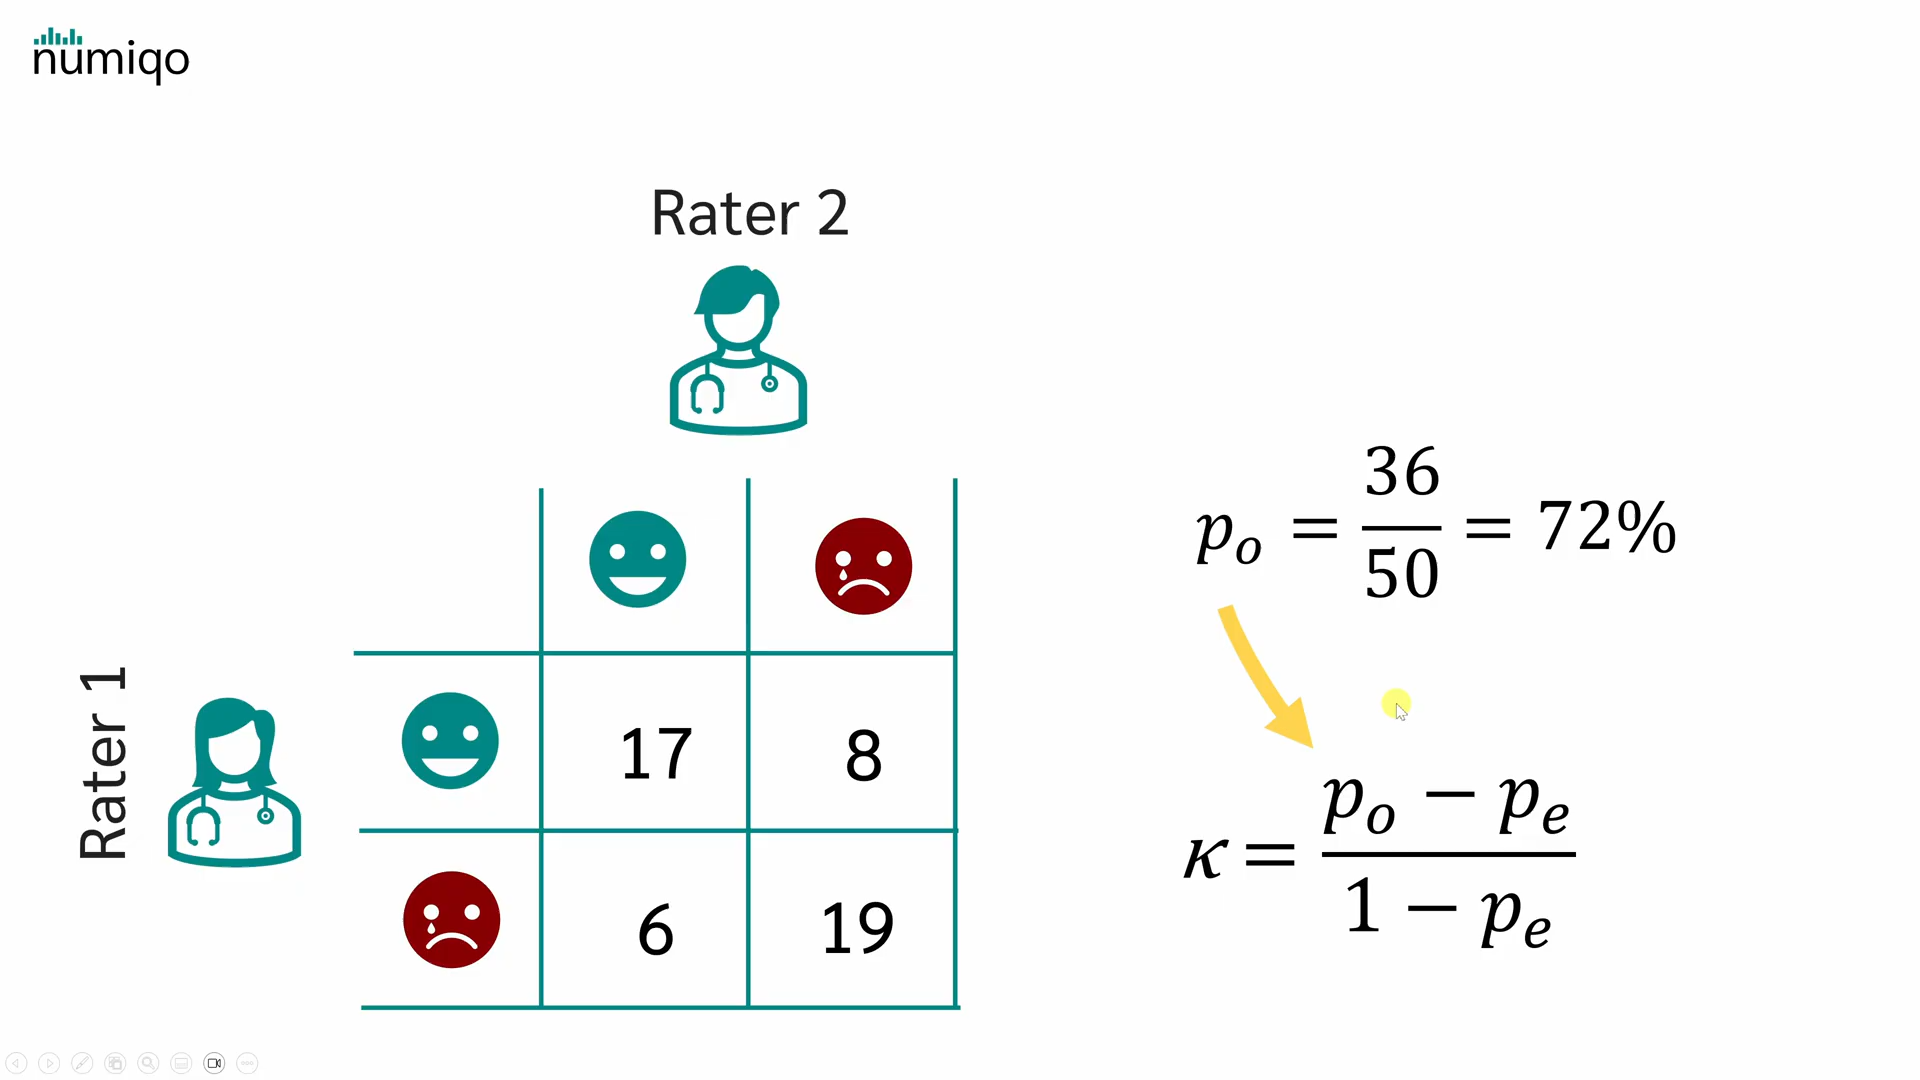 numiqo
Rater 2
Rater 1
17 8
6 19
p_o = 36/50 = 72%
κ = (p_o − p_e)/(1 − p_e)